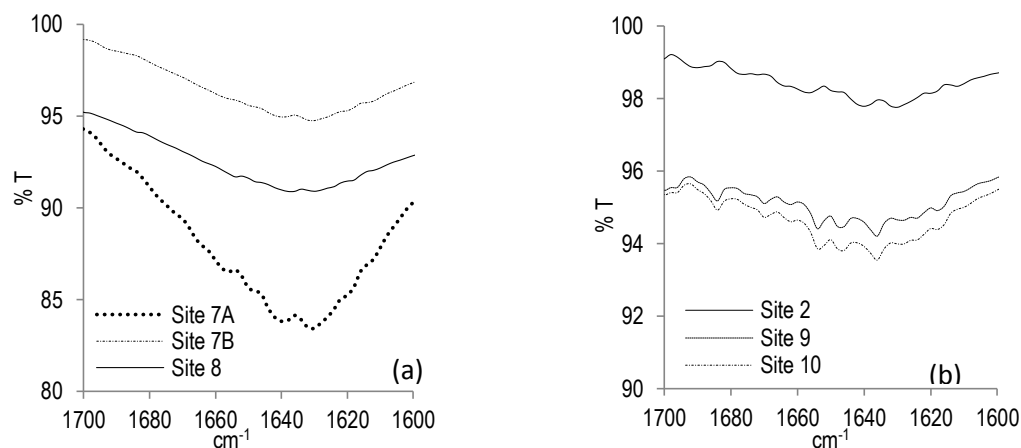 100
95
90
85
80
% T
Site 7A
Site 7B
Site 8
(a)
1700 1680 1660 1640 1620 1600
cm-1
100
98
96
94
92
90
% T
Site 2
Site 9
Site 10
(b)
1700 1680 1660 1640 1620 1600
cm-1